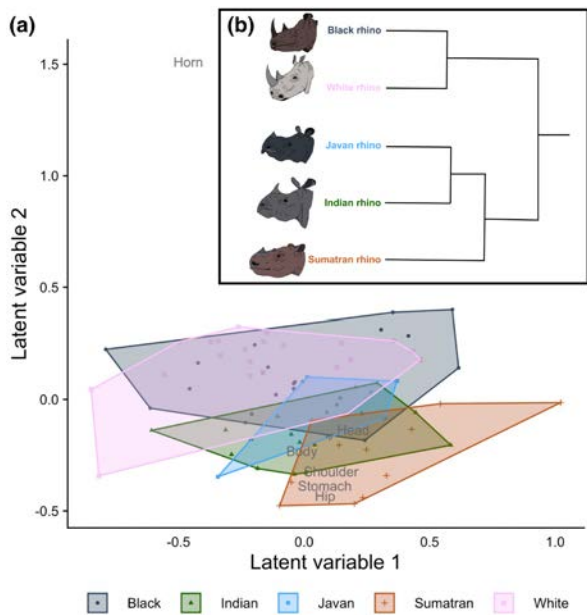 (a)
(b)
Black rhino
White rhino
Javan rhino
Indian rhino
Sumatran rhino
Horn
1.5
1.0
0.5
0.0
-0.5
Latent variable 2
Head
Body
Shoulder
Stomach
Hip
-0.5
0.0
0.5
1.0
Latent variable 1
Black
Indian
Javan
Sumatran
White